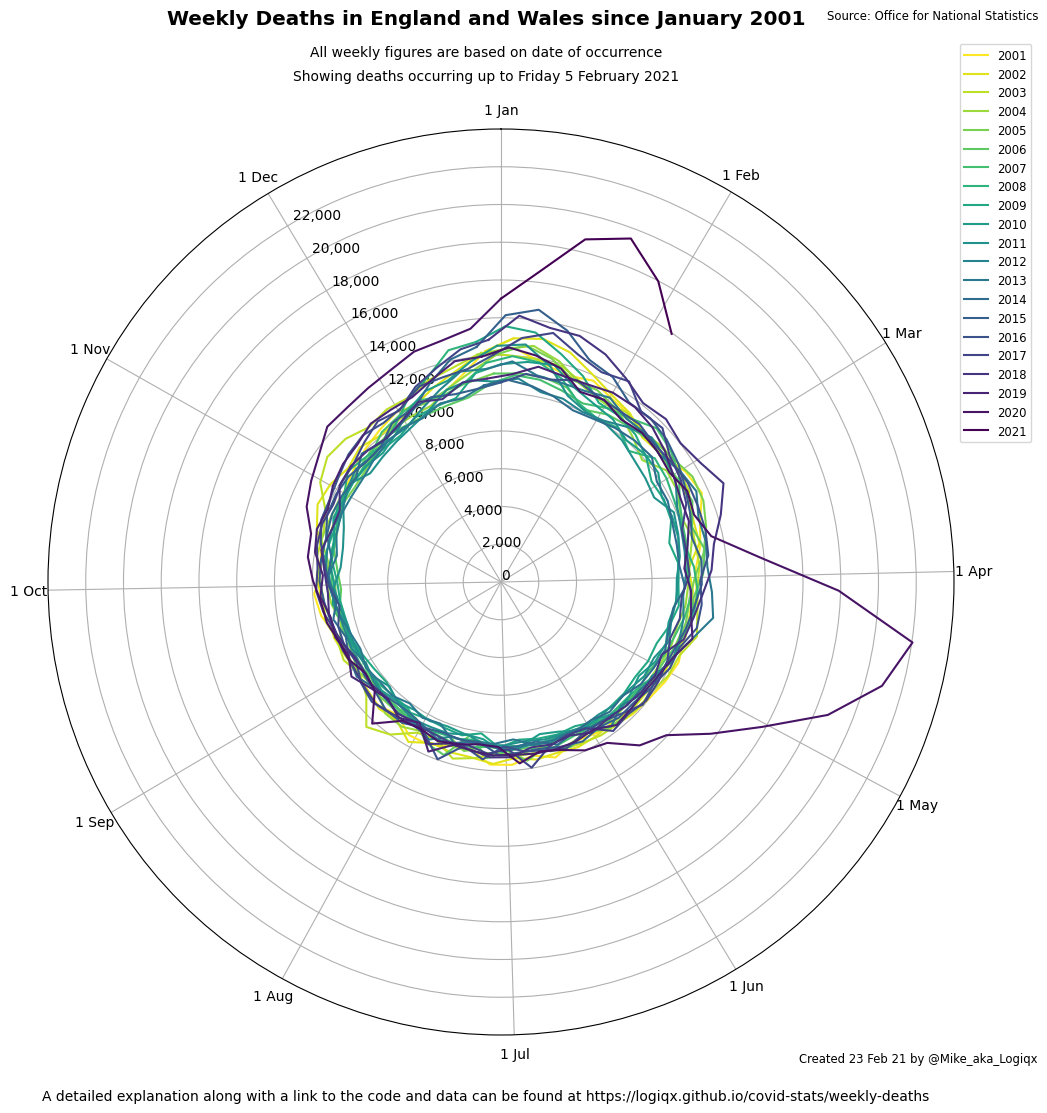 Weekly Deaths in England and Wales since January 2001
Source: Office for National Statistics
All weekly figures are based on date of occurrence
Showing deaths occurring up to Friday 5 February 2021
2001
2002
2003
2004
2005
2006
2007
2008
2009
2010
2011
2012
2013
2014
2015
2016
2017
2018
2019
2020
2021
1 Jan
1 Feb
1 Mar
1 Apr
1 May
1 Jun
1 Jul
1 Aug
1 Sep
1 Oct
1 Nov
1 Dec
22,000
20,000
18,000
16,000
14,000
12,000
10,000
8,000
6,000
4,000
2,000
0
Created 23 Feb 21 by @Mike_aka_Logiqx
A detailed explanation along with a link to the code and data can be found at https://logiqx.github.io/covid-stats/weekly-deaths